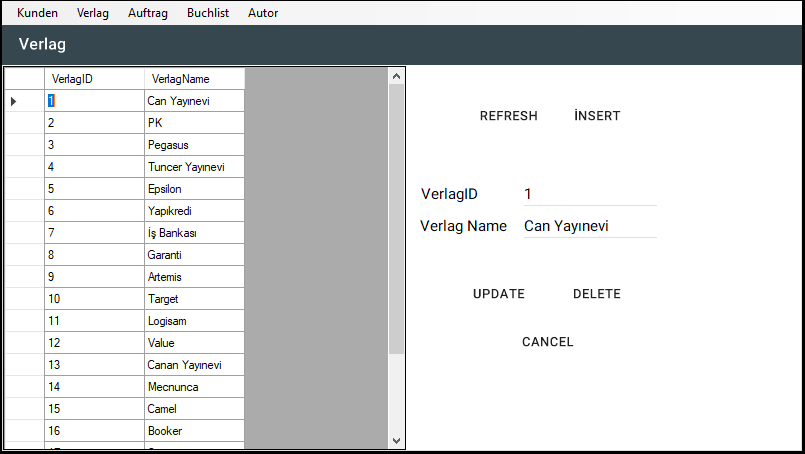 Kunden Verlag Auftrag Buchlist Autor
Verlag
VerlagID VerlagName
1 Can Yayınevi
2 PK
3 Pegasus
4 Tuncer Yayınevi
5 Epsilon
6 Yapıkredi
7 İş Bankası
8 Garanti
9 Artemis
10 Target
11 Logisam
12 Value
13 Canan Yayınevi
14 Mecnunca
15 Camel
16 Booker
REFRESH İNSERT
VerlagID 1
Verlag Name Can Yayınevi
UPDATE DELETE
CANCEL